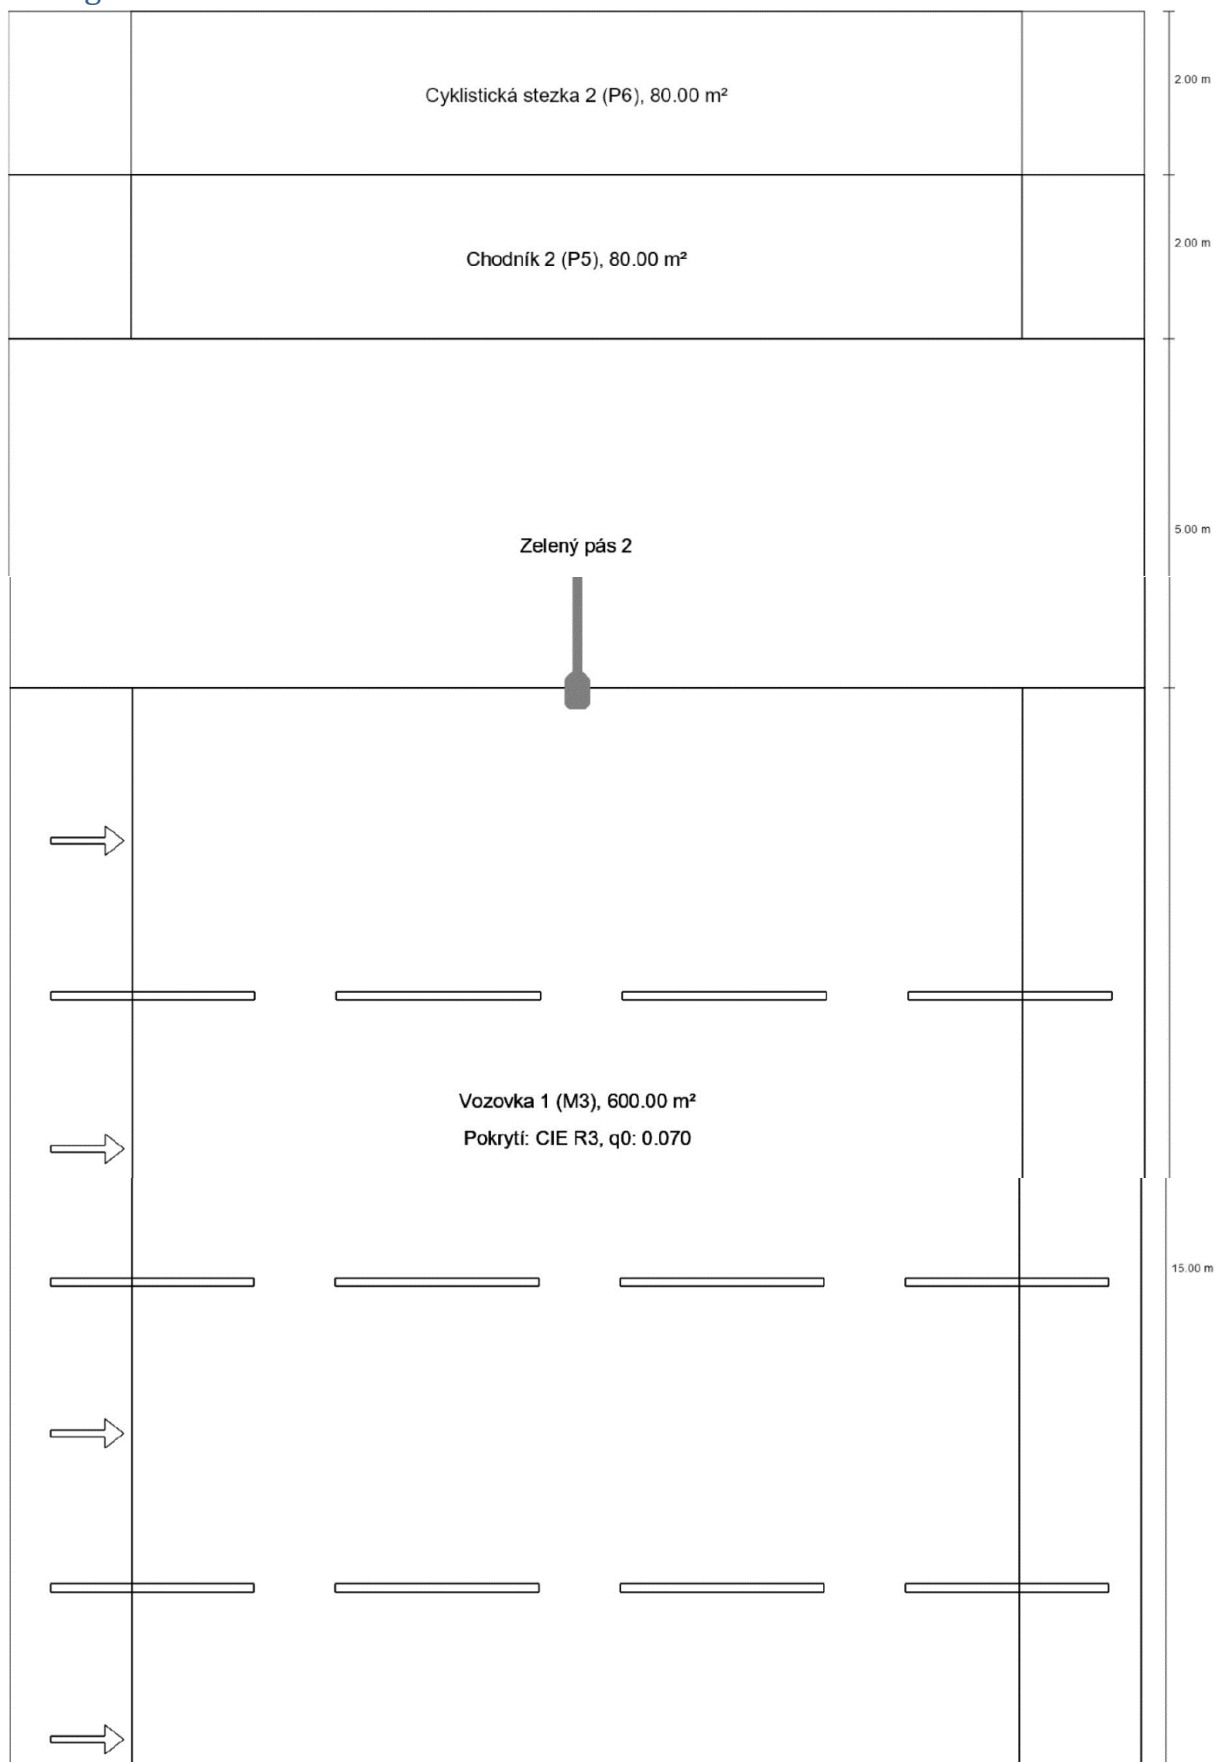 Cyklistická stezka 2 (P6), 80.00 m²
2.00 m
Chodník 2 (P5), 80.00 m²
2.00 m
Zelený pás 2
5.00 m
Vozovka 1 (M3), 600.00 m²
Pokrytí: CIE R3, q0: 0.070
15.00 m